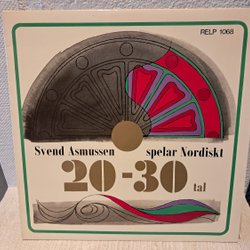 RELP 1068
Svend Asmussen spelar Nordiskt
20-30 tal